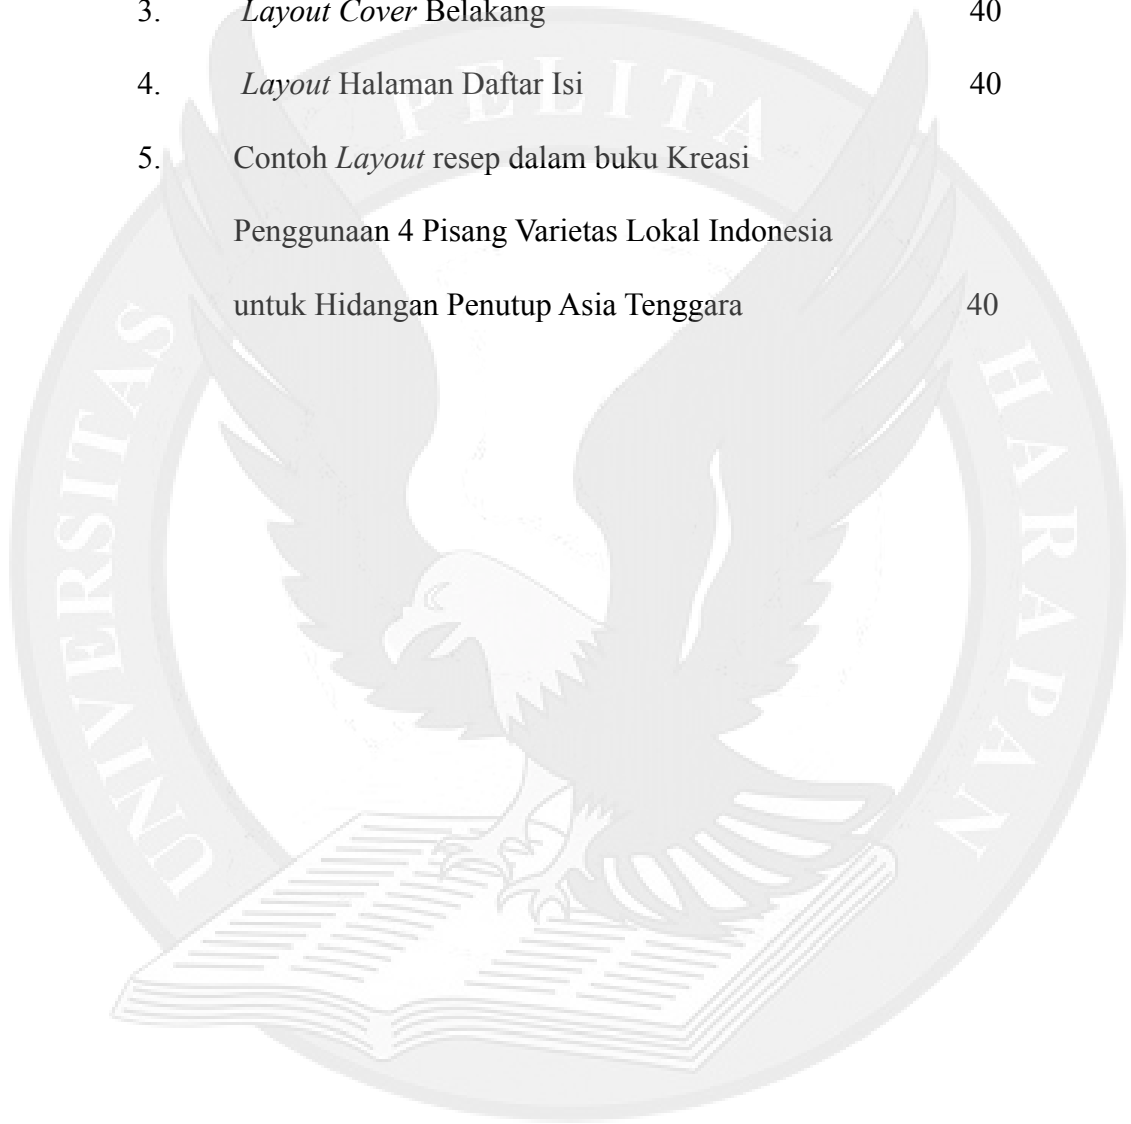 3. Layout Cover Belakang 40
4. Layout Halaman Daftar Isi 40
5. Contoh Layout resep dalam buku Kreasi
Penggunaan 4 Pisang Varietas Lokal Indonesia
untuk Hidangan Penutup Asia Tenggara 40
UNIVERSITAS PELITA HARAPAN